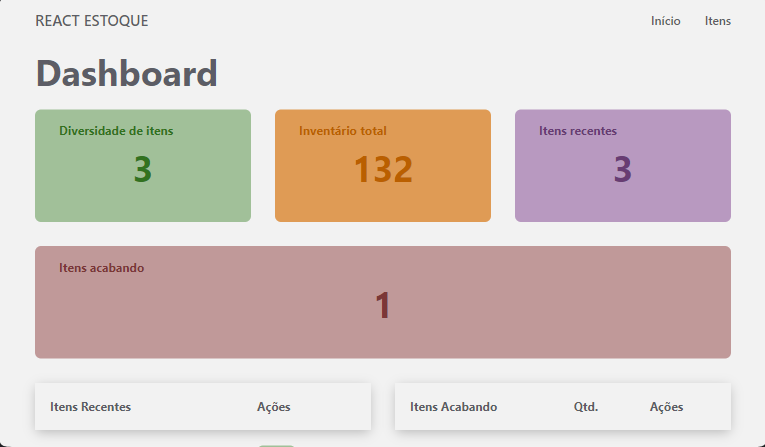 REACT ESTOQUE
Início
Itens
Dashboard
Diversidade de itens
3
Inventário total
132
Itens recentes
3
Itens acabando
1
Itens Recentes
Ações
Itens Acabando
Qtd.
Ações